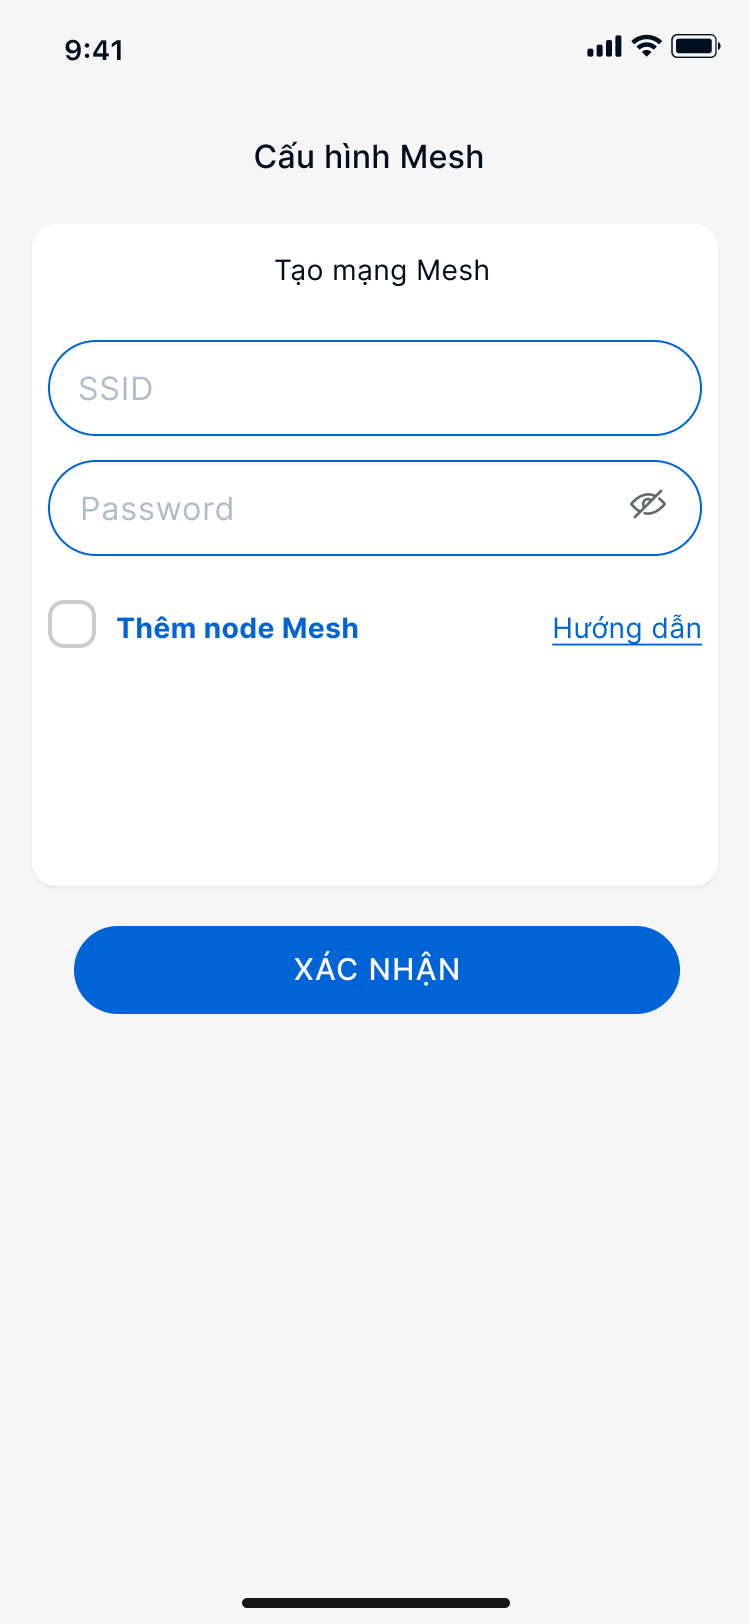 9:41
Cấu hình Mesh
Tạo mạng Mesh
SSID
Password
Thêm node Mesh
Hướng dẫn
XÁC NHẬN